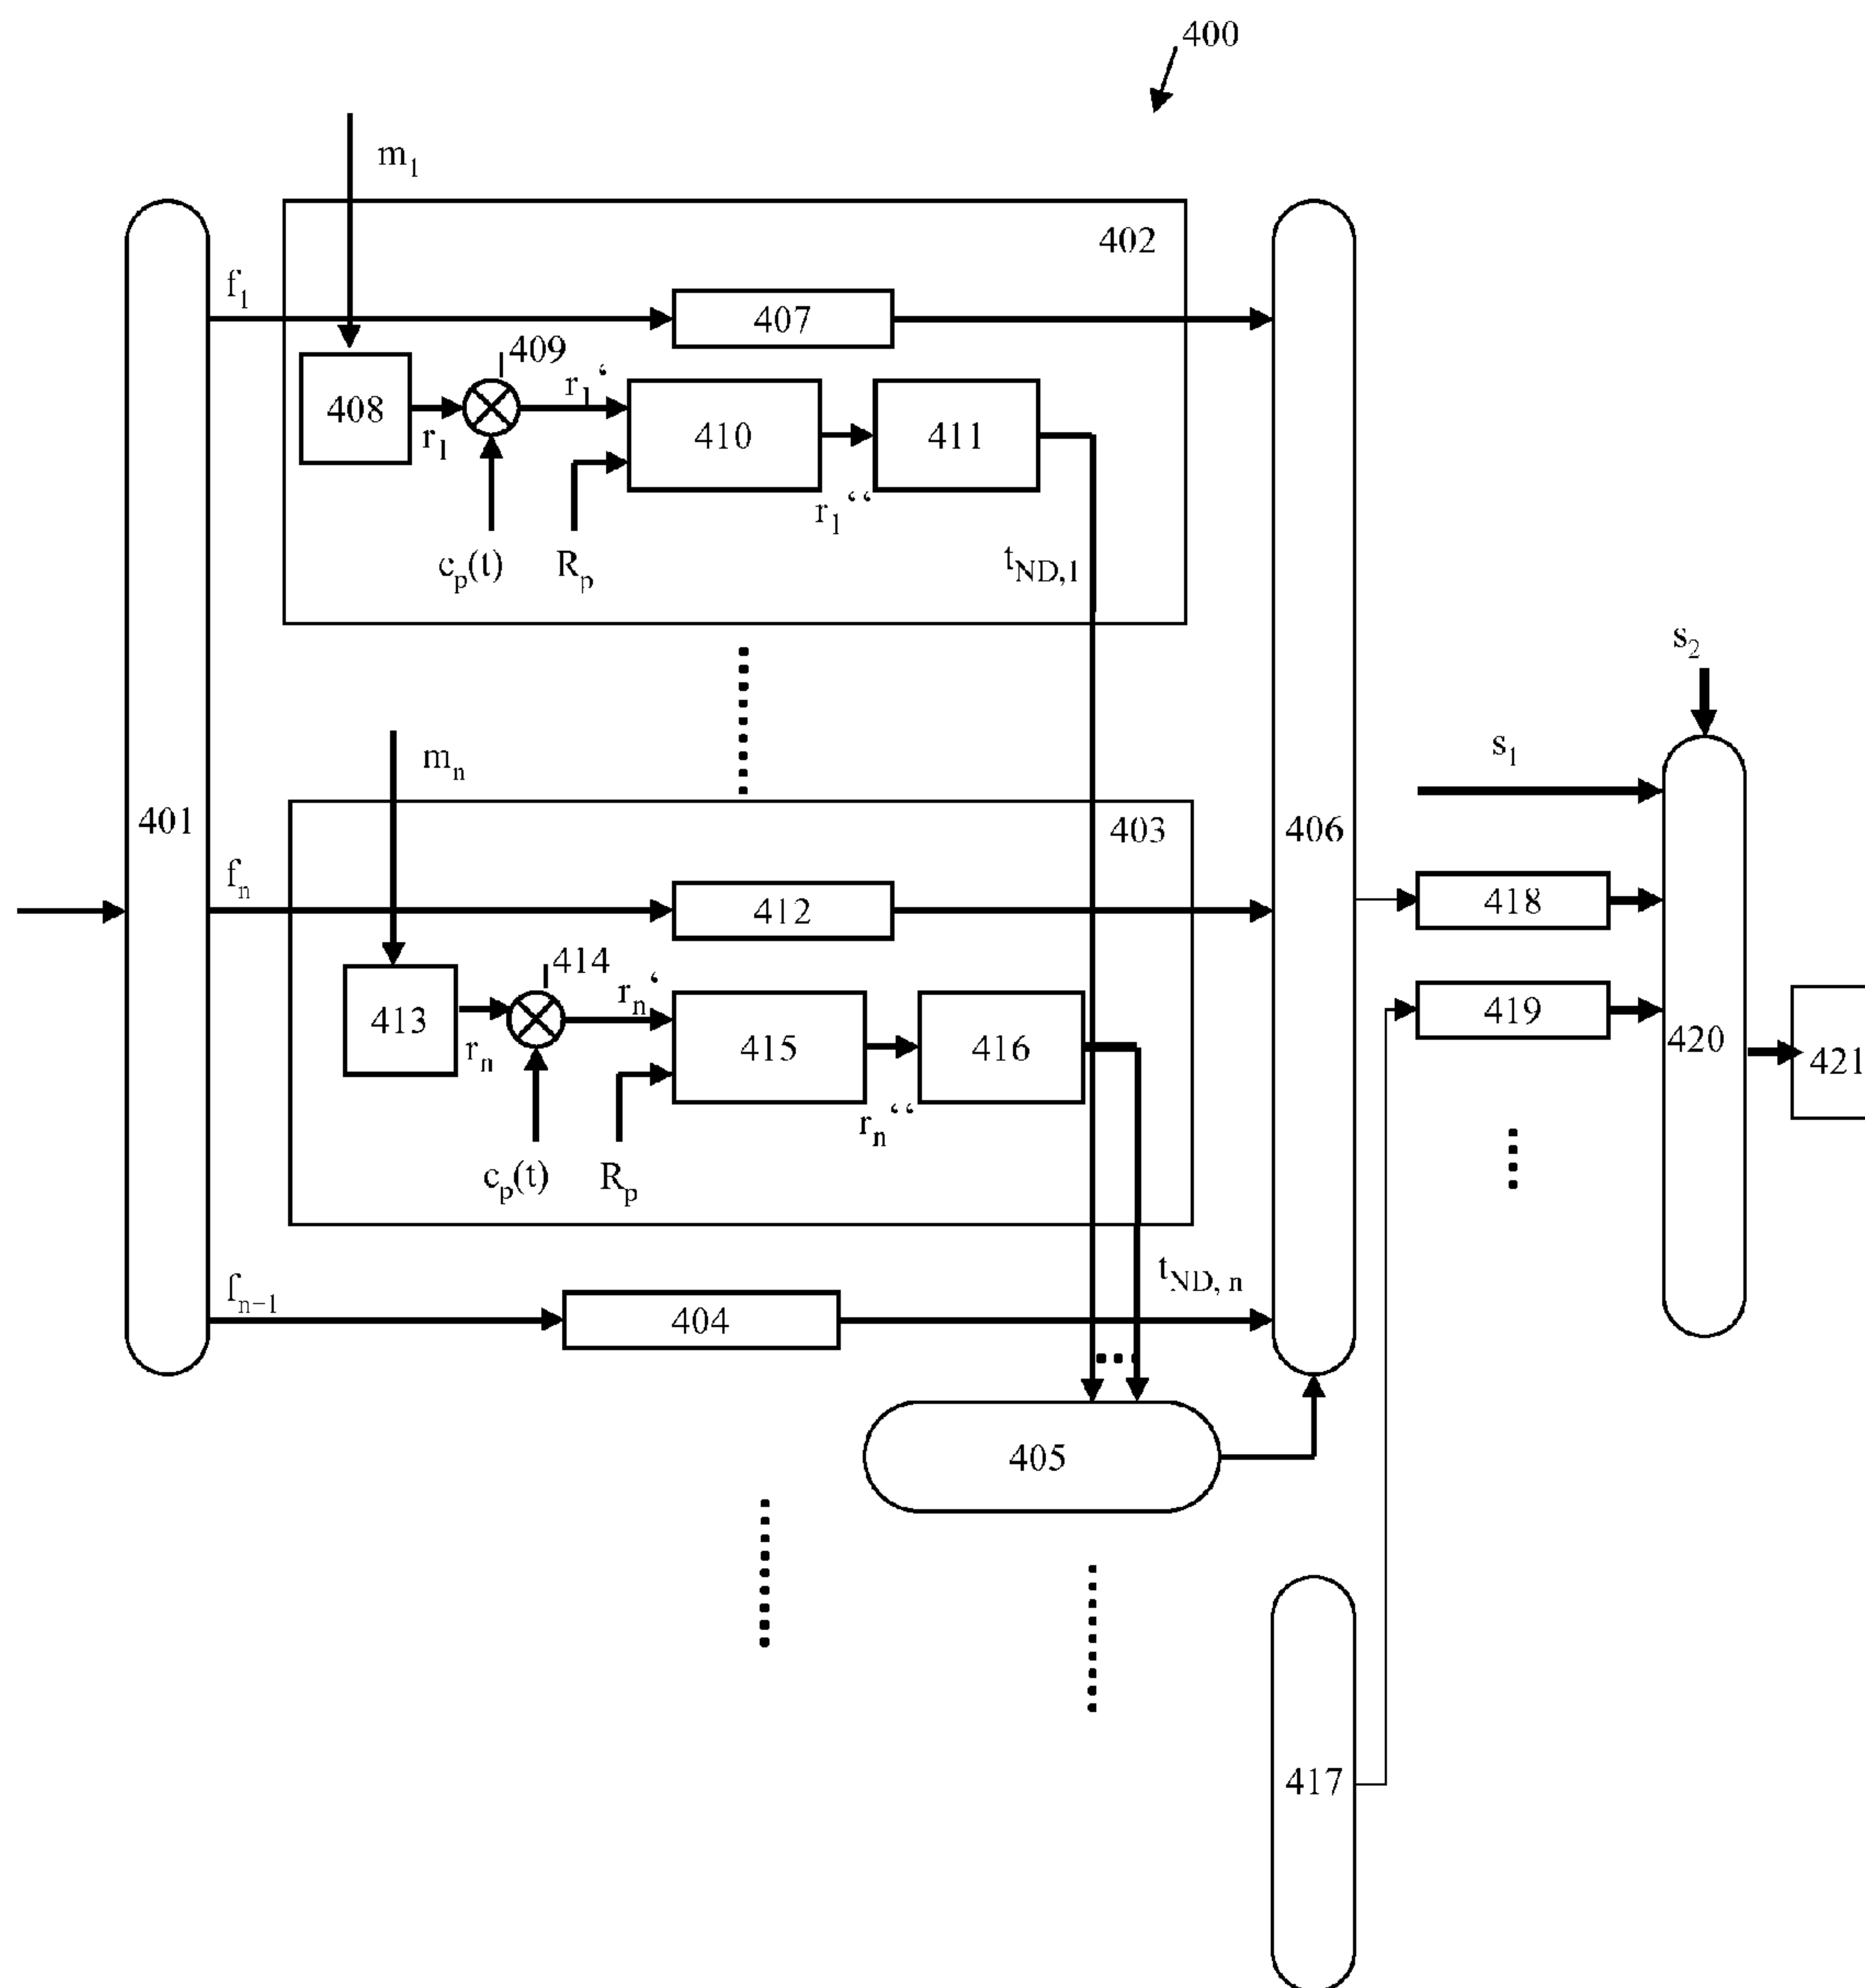 400
m1
402
f1
407
409
r1‘
408
r1
410
411
r1‘‘
cp(t)
Rp
tND,1
s2
mn
s1
401
403
406
fn
412
418
414
rn‘
419
413
rn
415
416
420
421
rn‘‘
cp(t)
Rp
tND, n
fn−1
404
405
417